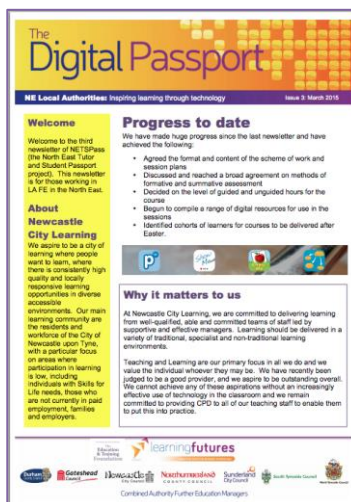 The
Digital Passport
NE Local Authorities: Inspiring learning through technology
Issue 3: March 2015
Welcome
Welcome to the third
newsletter of NETSPass
(the North East Tutor
and Student Passport
project). This newsletter
is for those working in
LA FE in the North East.
About
Newcastle
City Learning
We aspire to be a city of
learning where people
want to learn, where
there is consistently high
quality and locally
responsive learning
opportunities in diverse
accessible
environments. Our main
learning community are
the residents and
workforce of the City of
Newcastle upon Tyne,
with a particular focus
on areas where
participation in learning
is low, including
individuals with Skills for
Life needs, those who
are not currently in paid
employment, families
and employers.
Progress to date
We have made huge progress since the last newsletter and have
achieved the following:
• Agreed the format and content of the scheme of work and
session plans
• Discussed and reached a broad agreement on methods of
formative and summative assessment
• Decided on the level of guided and unguided hours for the
course
• Begun to compile a range of digital resources for use in the
sessions
• Identified cohorts of learners for courses to be delivered after
Easter.
Why it matters to us
At Newcastle City Learning, we are committed to delivering learning
from well-qualified, able and committed teams of staff led by
supportive and effective managers. Learning should be delivered in a
variety of traditional, specialist and non-traditional learning
environments.
Teaching and Learning are our primary focus in all we do and we
value the individual whoever they may be. We have recently been
judged to be a good provider, and we aspire to be outstanding overall.
We cannot achieve any of these aspirations without an increasingly
effective use of technology in the classroom and we remain
committed to providing CPD to all of our teaching staff to enable them
to put this into practice.
Education & Training
Foundation
learningfutures
Durham
Gateshead
Council
Newcastle
City Council
Northumberland
County Council
Sunderland
City Council
South Tyneside Council
Combined Authority Further Education Managers